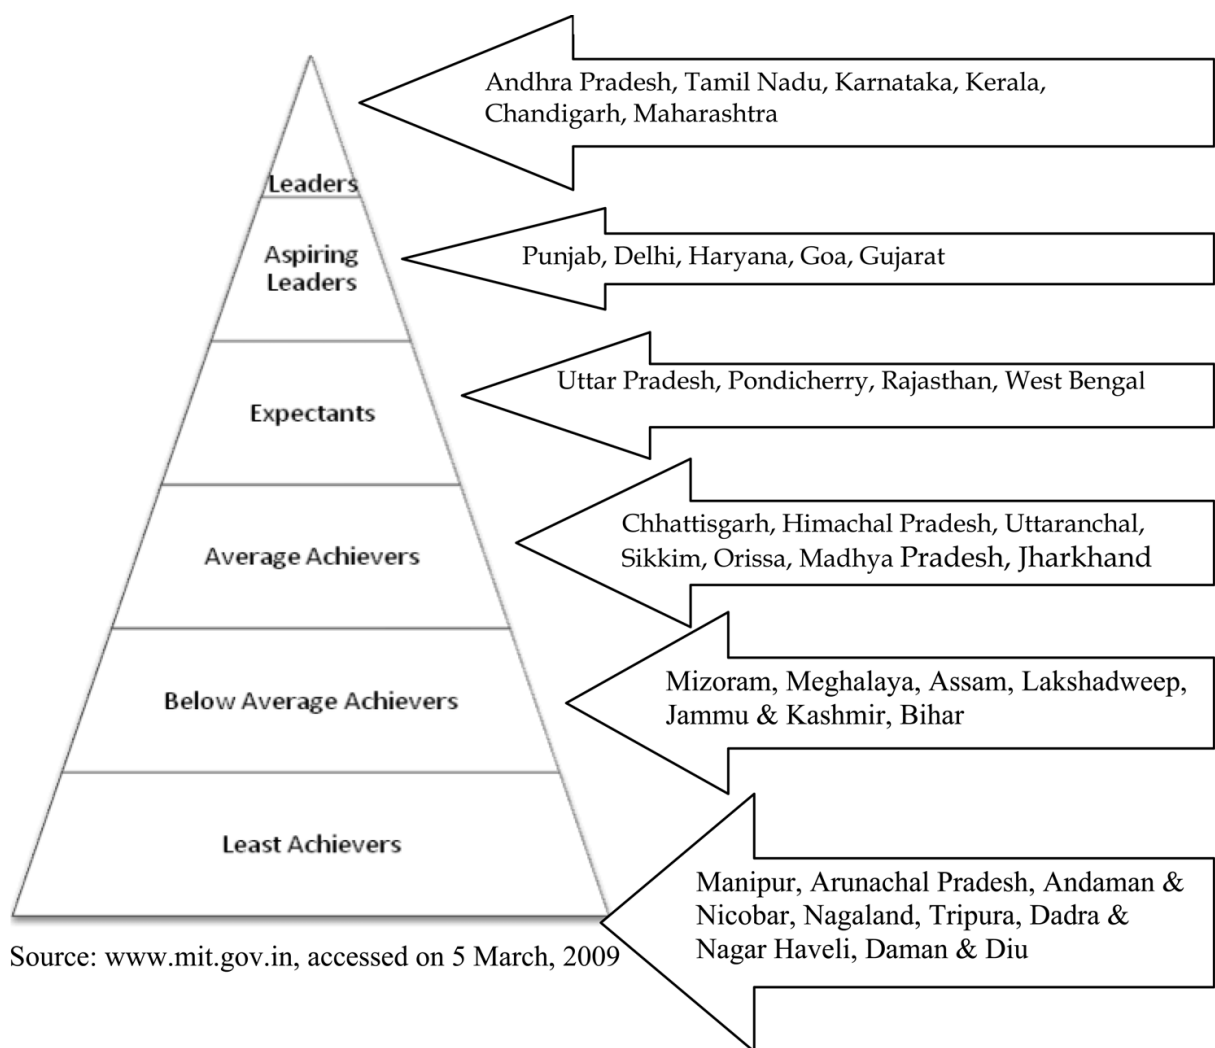 Andhra Pradesh, Tamil Nadu, Karnataka, Kerala,
Chandigarh, Maharashtra
Leaders
Aspiring
Leaders
Punjab, Delhi, Haryana, Goa, Gujarat
Uttar Pradesh, Pondicherry, Rajasthan, West Bengal
Expectants
Chhattisgarh, Himachal Pradesh, Uttaranchal,
Sikkim, Orissa, Madhya Pradesh, Jharkhand
Average Achievers
Mizoram, Meghalaya, Assam, Lakshadweep,
Jammu & Kashmir, Bihar
Below Average Achievers
Least Achievers
Manipur, Arunachal Pradesh, Andaman &
Nicobar, Nagaland, Tripura, Dadra &
Nagar Haveli, Daman & Diu
Source: www.mit.gov.in, accessed on 5 March, 2009